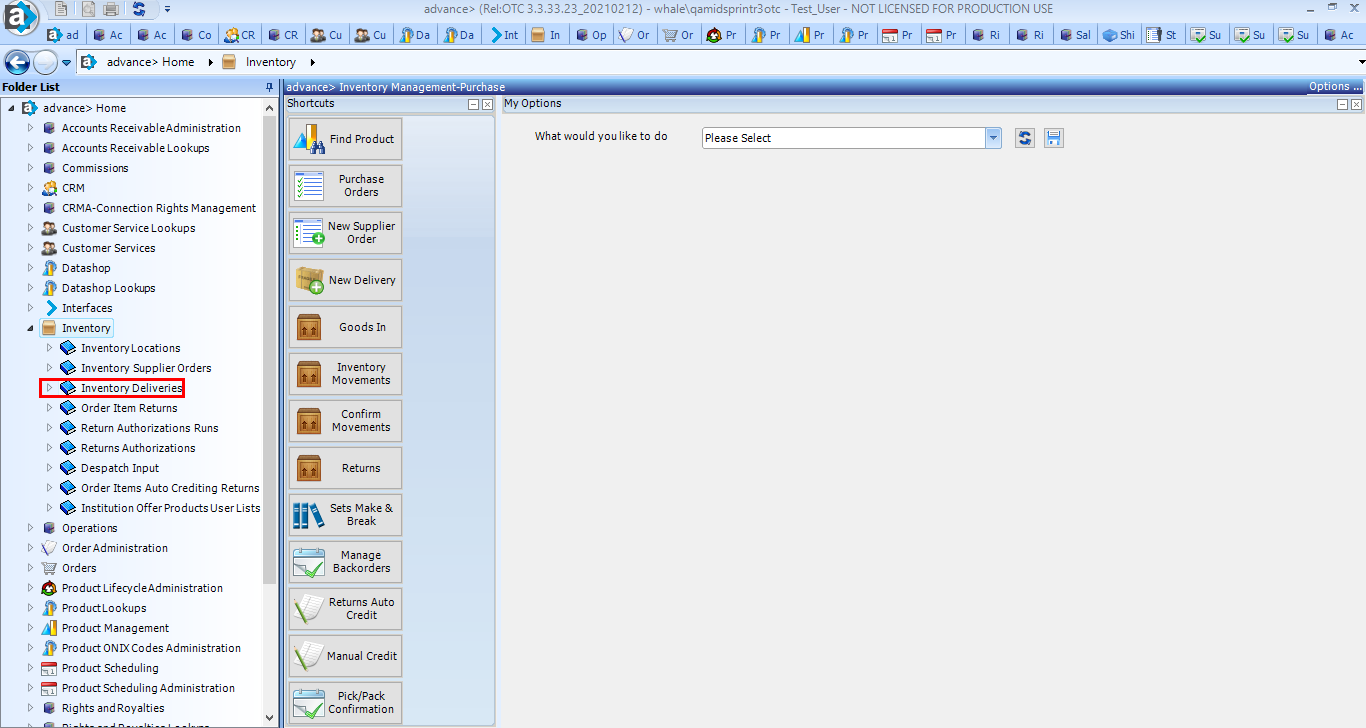 advance> (Rel:OTC 3.3.33.23_20210212) - whale\qamidsprintr3otc - Test_User - NOT LICENSED FOR PRODUCTION USE
ad Ac Ac Co CR CR Cu Cu Da Da Int In Op Or Or Pr Pr Pr Pr Pr Pr Ri Ri Sal Shi St Su Su Su Ac
advance> Home Inventory
Folder List
advance> Home
Accounts Receivable Administration
Accounts Receivable Lookups
Commissions
CRM
CRMA-Connection Rights Management
Customer Service Lookups
Customer Services
Datashop
Datashop Lookups
Interfaces
Inventory
Inventory Locations
Inventory Supplier Orders
Inventory Deliveries
Order Item Returns
Return Authorizations Runs
Returns Authorizations
Despatch Input
Order Items Auto Crediting Returns
Institution Offer Products User Lists
Operations
Order Administration
Orders
Product Lifecycle Administration
Product Lookups
Product Management
Product ONIX Codes Administration
Product Scheduling
Product Scheduling Administration
Rights and Royalties
Rights and Royalties Lookups
advance> Inventory Management-Purchase
Options ...
Shortcuts
Find Product
Purchase
Orders
New Supplier
Order
New Delivery
Goods In
Inventory
Movements
Confirm
Movements
Returns
Sets Make &
Break
Manage
Backorders
Returns Auto
Credit
Manual Credit
Pick/Pack
Confirmation
My Options
What would you like to do Please Select